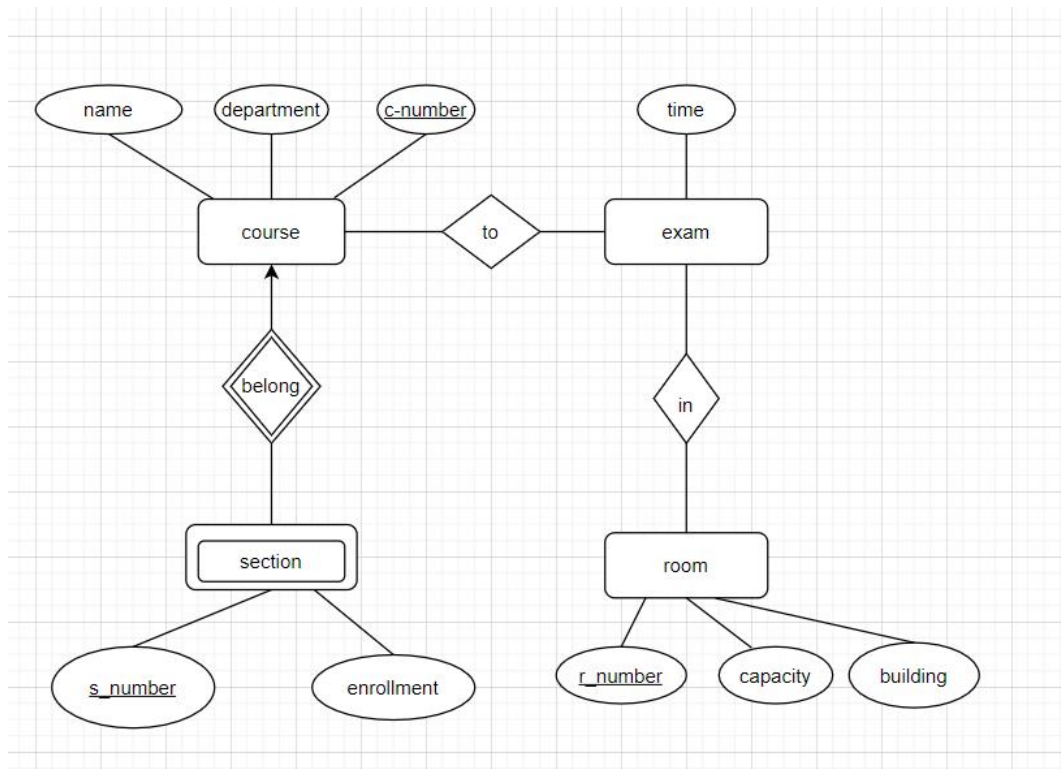 name
department
c-number
time
course
to
exam
belong
in
section
room
s_number
enrollment
r_number
capacity
building